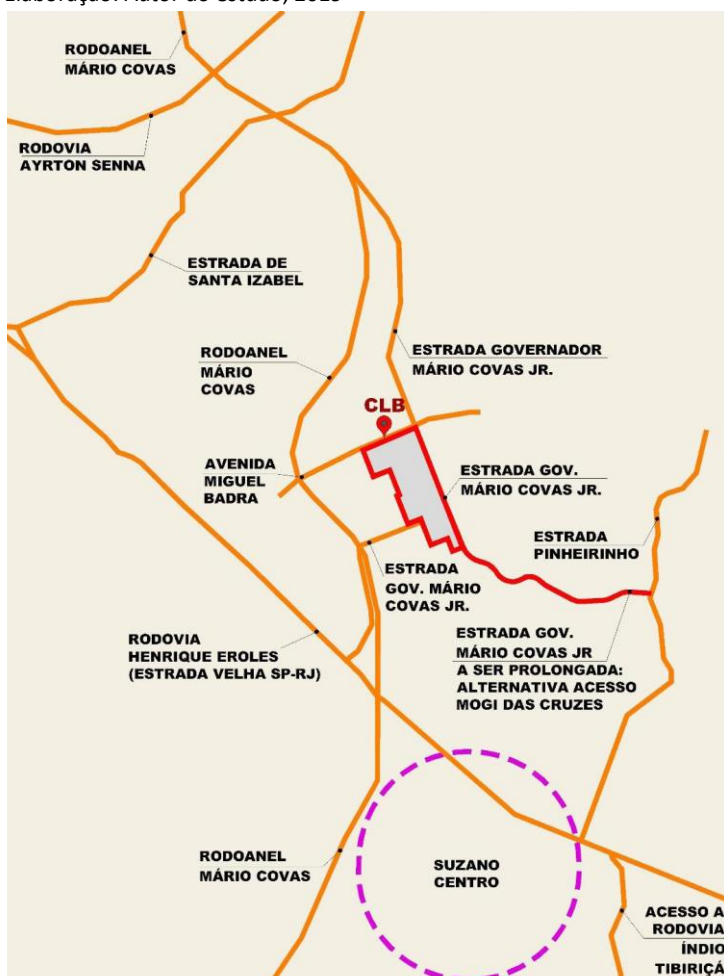 RODOANEL
MÁRIO COVAS
RODOVIA
AYRTON SENNA
ESTRADA DE
SANTA IZABEL
RODOANEL
MÁRIO
COVAS
ESTRADA GOVERNADOR
MÁRIO COVAS JR.
CLB
AVENIDA
MIGUEL
BADRA
ESTRADA GOV.
MÁRIO COVAS JR.
ESTRADA
PINHEIRINHO
ESTRADA
GOV. MÁRIO
COVAS JR.
RODOVIA
HENRIQUE EROLES
(ESTRADA VELHA SP-RJ)
ESTRADA GOV.
MÁRIO COVAS JR
A SER PROLONGADA:
ALTERNATIVA ACESSO
MOGI DAS CRUZES
RODOANEL
MÁRIO COVAS
SUZANO
CENTRO
ACESSO A
RODOVIA
ÍNDIO
TIBIRIÇÁ